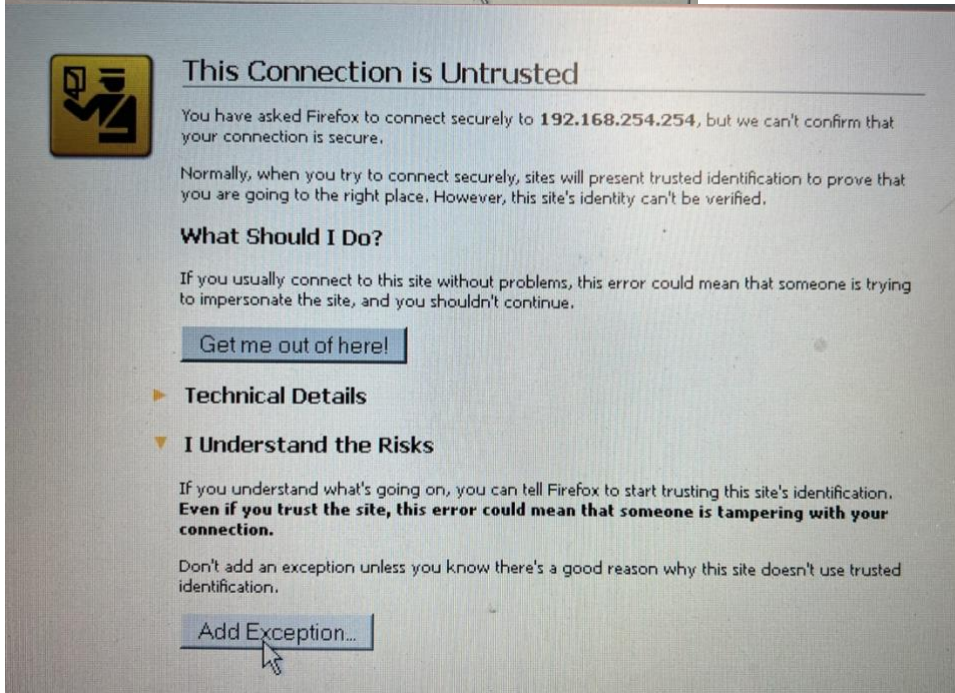 This Connection is Untrusted
You have asked Firefox to connect securely to 192.168.254.254, but we can't confirm that
your connection is secure.
Normally, when you try to connect securely, sites will present trusted identification to prove that
you are going to the right place. However, this site's identity can't be verified.
What Should I Do?
If you usually connect to this site without problems, this error could mean that someone is trying
to impersonate the site, and you shouldn't continue.
Get me out of here!
Technical Details
I Understand the Risks
If you understand what's going on, you can tell Firefox to start trusting this site's identification.
Even if you trust the site, this error could mean that someone is tampering with your
connection.
Don't add an exception unless you know there's a good reason why this site doesn't use trusted
identification.
Add Exception...